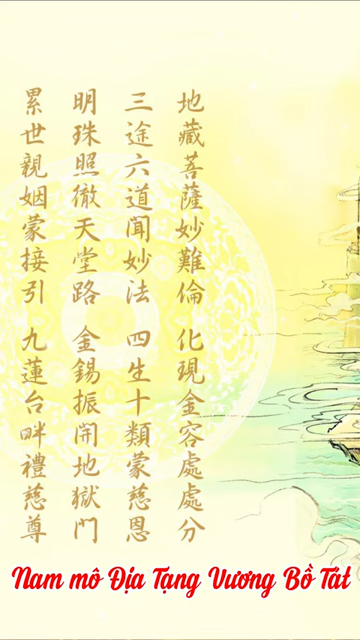 地藏菩薩妙難倫 化現金容處處分
三途六道聞妙法 四生十類蒙慈恩
明珠照徹天堂路 金錫振開地獄門
累世親姻蒙接引 九蓮台畔禮慈尊
Nam mô Địa Tạng Vương Bồ Tát